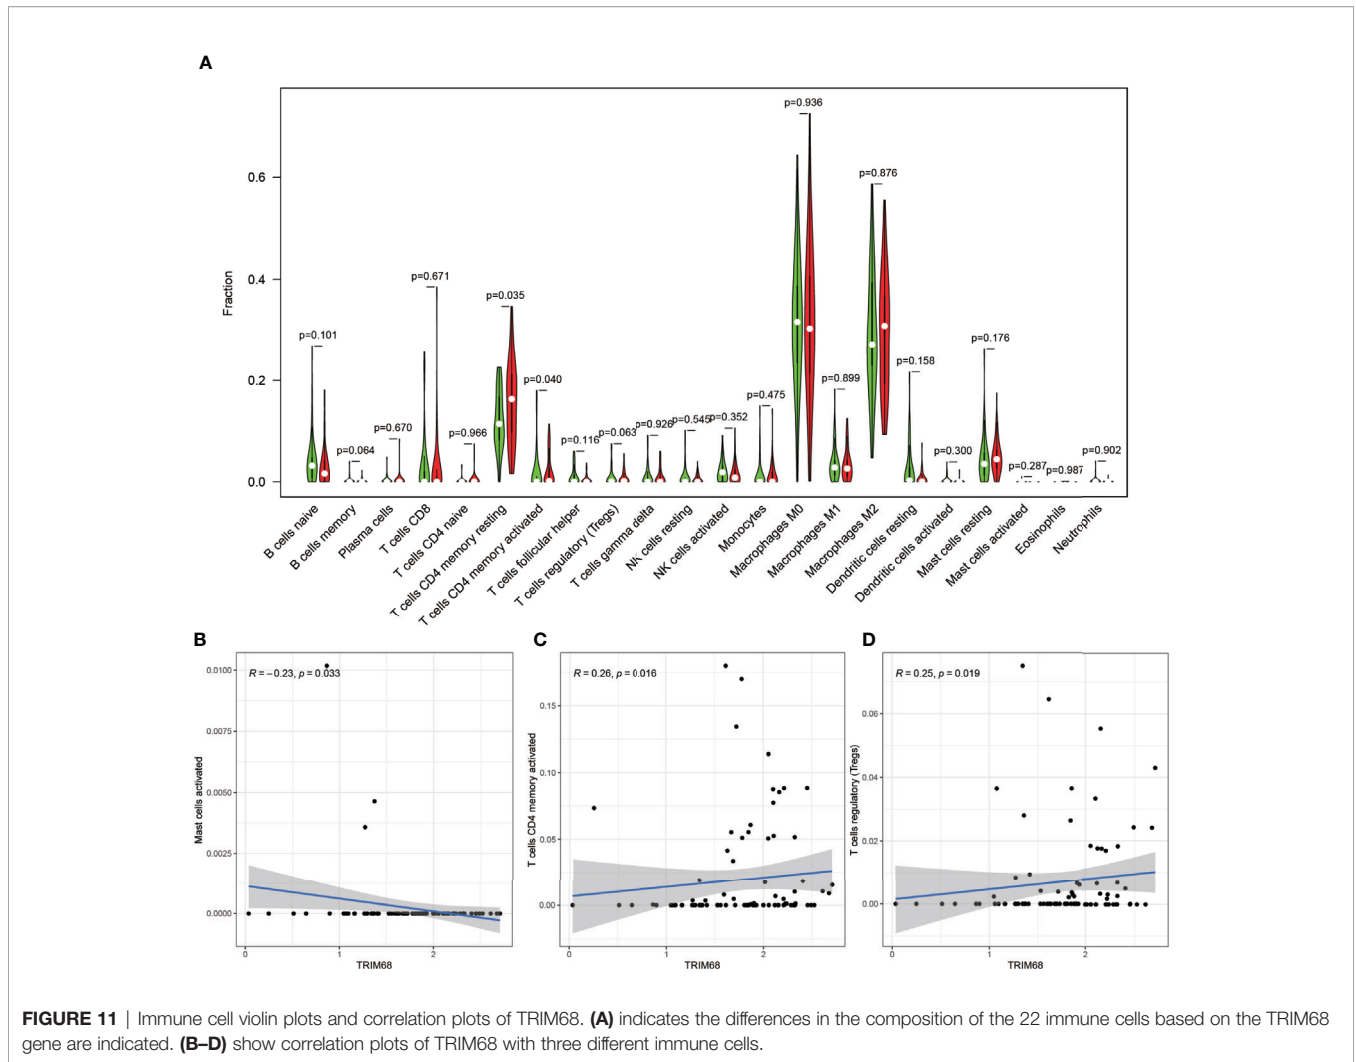 A
p=0.936
p=0.876
p=0.671
p=0.035
p=0.101
p=0.176
p=0.158
p=0.040
p=0.899
p=0.475
p=0.670
p=0.966
p=0.116
p=0.063
p=0.926
p=0.545
p=0.352
p=0.064
p=0.300
p=0.287
p=0.987
p=0.902
Fraction
0.6
0.4
0.2
0.0
B cells naive
B cells memory
Plasma cells
T cells CD8
T cells CD4 naive
T cells CD4 memory resting
T cells CD4 memory activated
T cells follicular helper
T cells regulatory (Tregs)
T cells gamma delta
NK cells resting
NK cells activated
Monocytes
Macrophages M0
Macrophages M1
Macrophages M2
Dendritic cells resting
Dendritic cells activated
Mast cells resting
Mast cells activated
Eosinophils
Neutrophils
B
R = −0.23, p = 0.033
Mast cells activated
0.0100
0.0075
0.0050
0.0025
0.0000
0
1
2
TRIM68
C
R = 0.26, p = 0.016
T cells CD4 memory activated
0.15
0.10
0.05
0.00
0
1
2
TRIM68
D
R = 0.25, p = 0.019
T cells regulatory (Tregs)
0.06
0.04
0.02
0.00
0
1
2
TRIM68
FIGURE 11 | Immune cell violin plots and correlation plots of TRIM68. (A) indicates the differences in the composition of the 22 immune cells based on the TRIM68
gene are indicated. (B–D) show correlation plots of TRIM68 with three different immune cells.